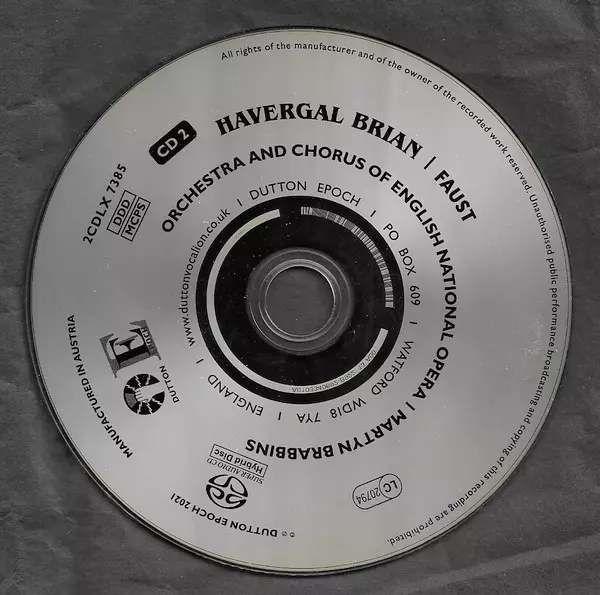 All rights of the manufacturer and of the owner of the recorded work reserved. Unauthorised public performance broadcasting and copying of this recording are prohibited.
HAVERGAL BRIAN | FAUST
CD 2
ORCHESTRA AND CHORUS OF ENGLISH NATIONAL OPERA | MARTYN BRABBINS
2CDLX 7385
DDD
MCPS
www.duttonvocalion.co.uk | DUTTON EPOCH | PO BOX 609 | WATFORD WD18 7YA | ENGLAND |
E
DUTTON
MANUFACTURED IN AUSTRIA
SUPER AUDIO CD
Hybrid Disc
LC 20794
℗ © DUTTON EPOCH 2021